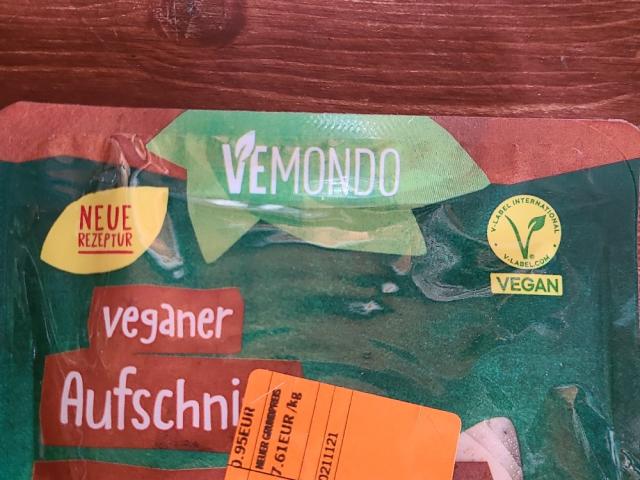 VEMONDO
NEUE
REZEPTUR
V-LABEL INTERNATIONAL
V-LABEL.COM
VEGAN
veganer
Aufschni
0.95EUR
NEUER GRUNDPREIS
7.61EUR /kg
0211121